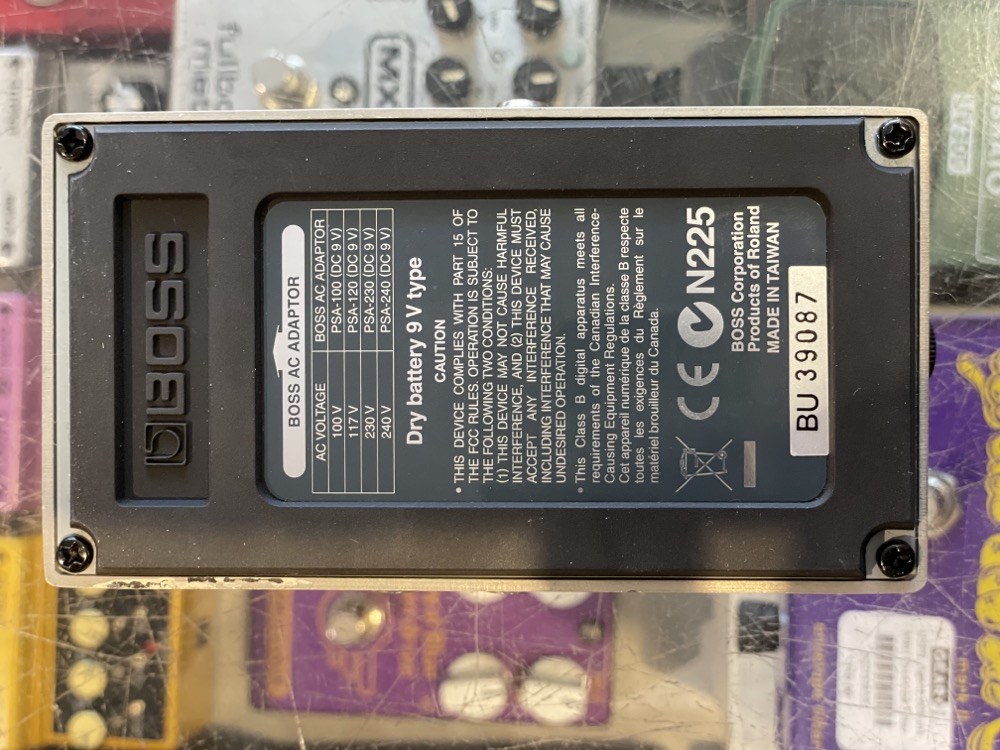 BOSS
BOSS AC ADAPTOR
AC VOLTAGE BOSS AC ADAPTOR
100 V PSA-100 (DC 9 V)
117 V PSA-120 (DC 9 V)
230 V PSA-230 (DC 9 V)
240 V PSA-240 (DC 9 V)
Dry battery 9 V type
CAUTION
• THIS DEVICE COMPLIES WITH PART 15 OF
THE FCC RULES. OPERATION IS SUBJECT TO
THE FOLLOWING TWO CONDITIONS:
(1) THIS DEVICE MAY NOT CAUSE HARMFUL
INTERFERENCE, AND (2) THIS DEVICE MUST
ACCEPT ANY INTERFERENCE RECEIVED,
INCLUDING INTERFERENCE THAT MAY CAUSE
UNDESIRED OPERATION.
• This Class B digital apparatus meets all
requirements of the Canadian Interference-
Causing Equipment Regulations.
Cet appareil numérique de la classe B respecte
toutes les exigences du Règlement sur le
matériel brouilleur du Canada.
CE N225
BOSS Corporation
Products of Roland
MADE IN TAIWAN
BU 39087
MX
fullbo
met